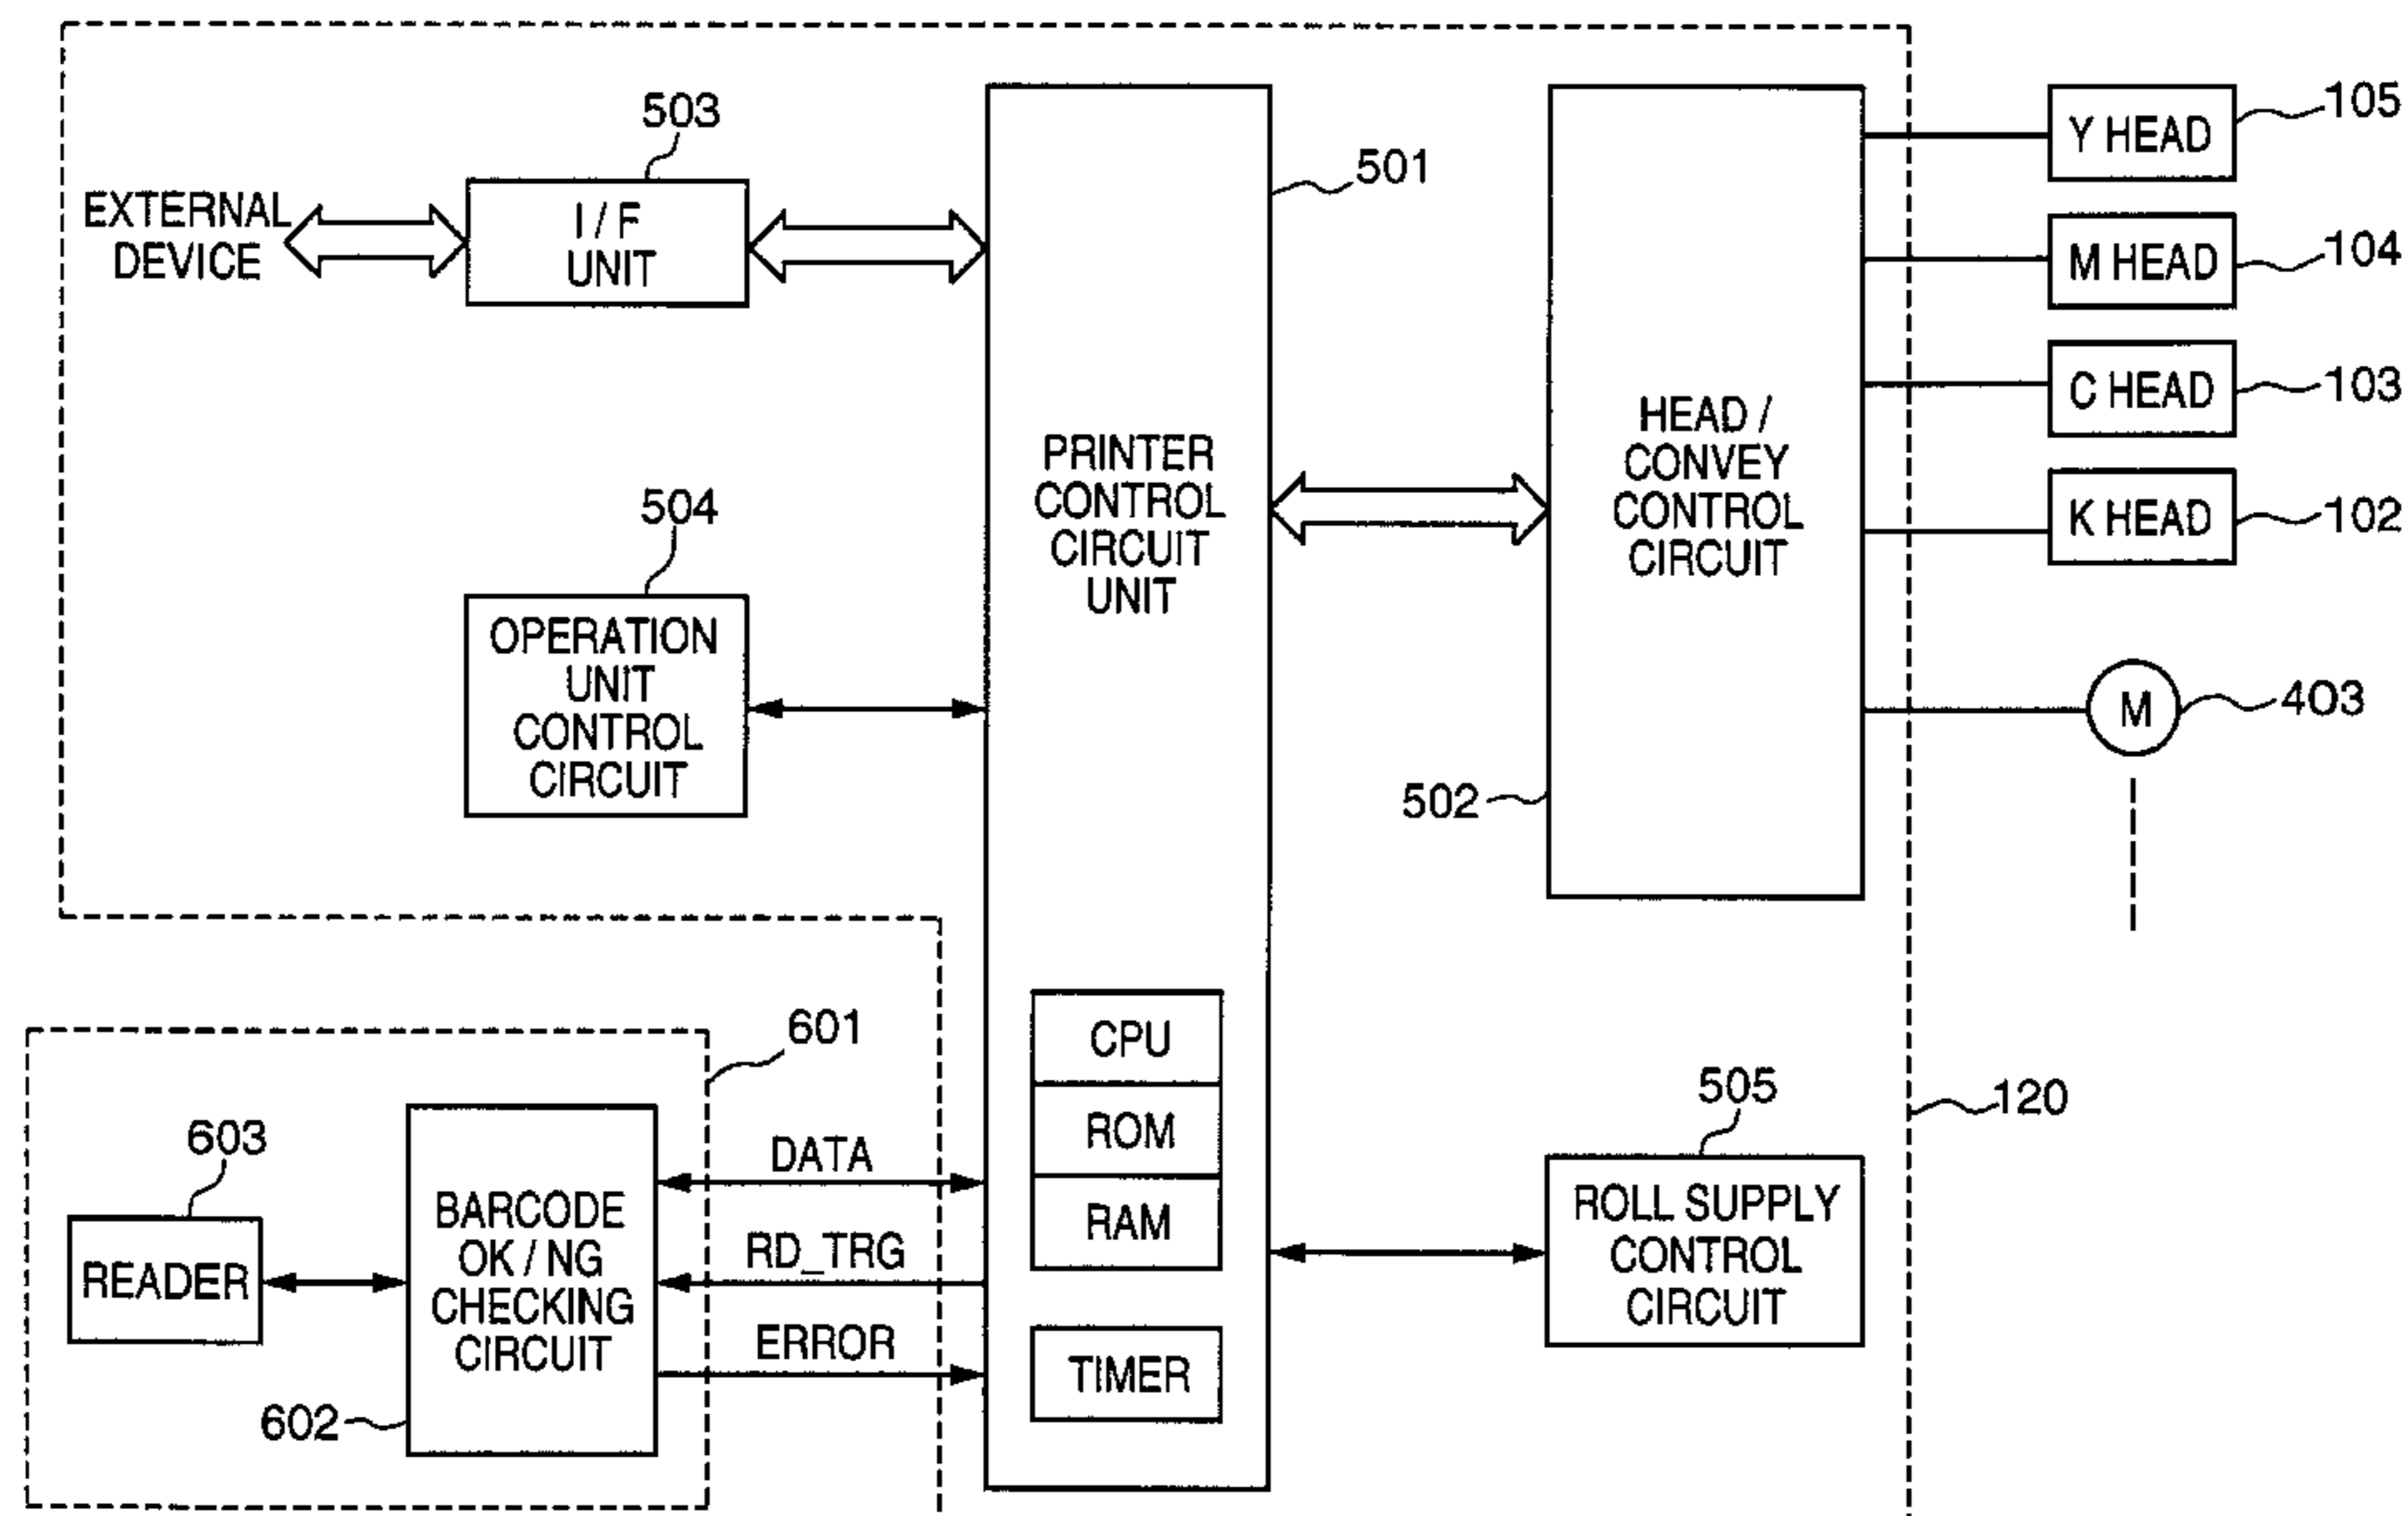 503
EXTERNAL
DEVICE
I / F
UNIT
504
OPERATION
UNIT
CONTROL
CIRCUIT
501
PRINTER
CONTROL
CIRCUIT
UNIT
CPU
ROM
RAM
TIMER
502
HEAD /
CONVEY
CONTROL
CIRCUIT
Y HEAD
105
M HEAD
104
C HEAD
103
K HEAD
102
M
403
120
505
ROLL SUPPLY
CONTROL
CIRCUIT
601
603
READER
602
BARCODE
OK / NG
CHECKING
CIRCUIT
DATA
RD_TRG
ERROR